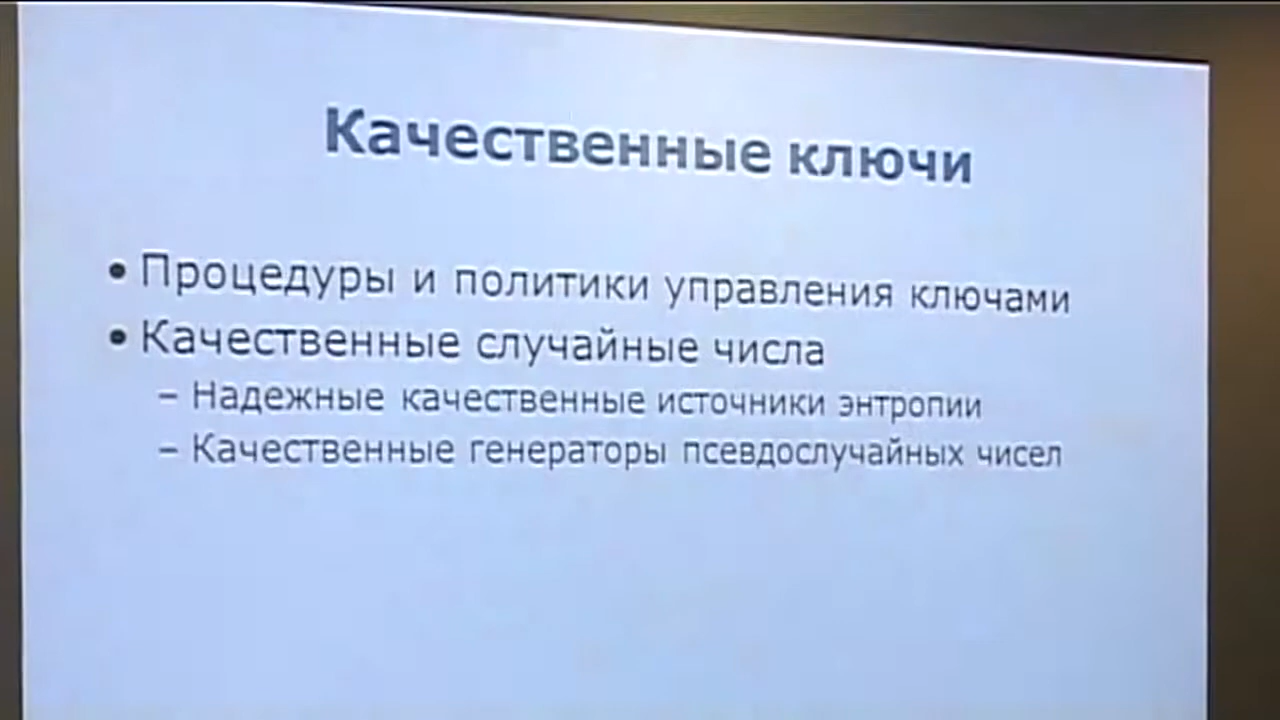 Качественные ключи
• Процедуры и политики управления ключами
• Качественные случайные числа
– Надежные качественные источники энтропии
– Качественные генераторы псевдослучайных чисел